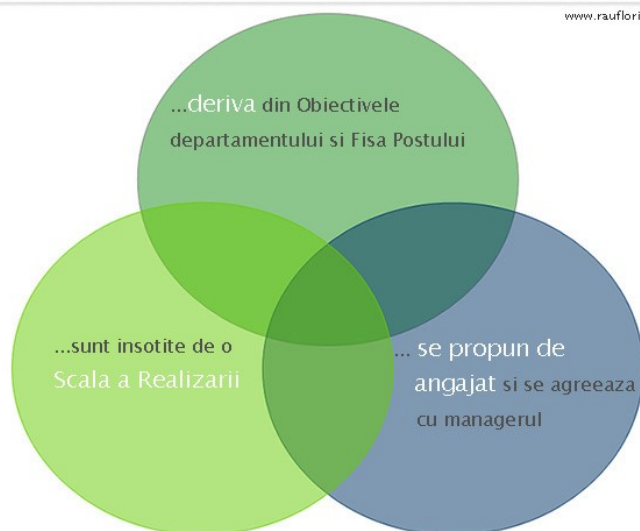 www.rauflori
...deriva din Obiectivele
departamentului si Fisa Postului
...sunt insotite de o
Scala a Realizarii
... se propun de
angajat si se agreeaza
cu managerul